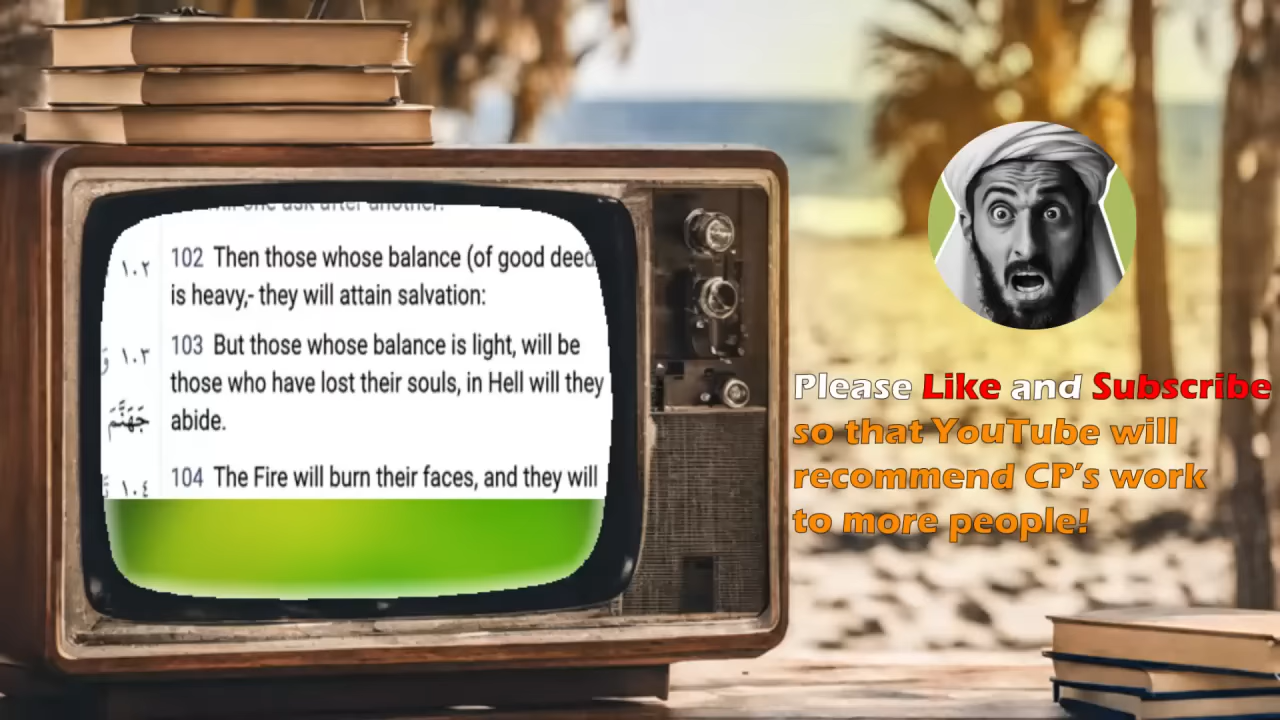 102 Then those whose balance (of good deed
is heavy,- they will attain salvation:
103 But those whose balance is light, will be
those who have lost their souls, in Hell will they
abide.
104 The Fire will burn their faces, and they will
١٠٢
١٠٣
جَهَنَّمَ
١٠٤
Please Like and Subscribe
so that YouTube will
recommend CP's work
to more people!